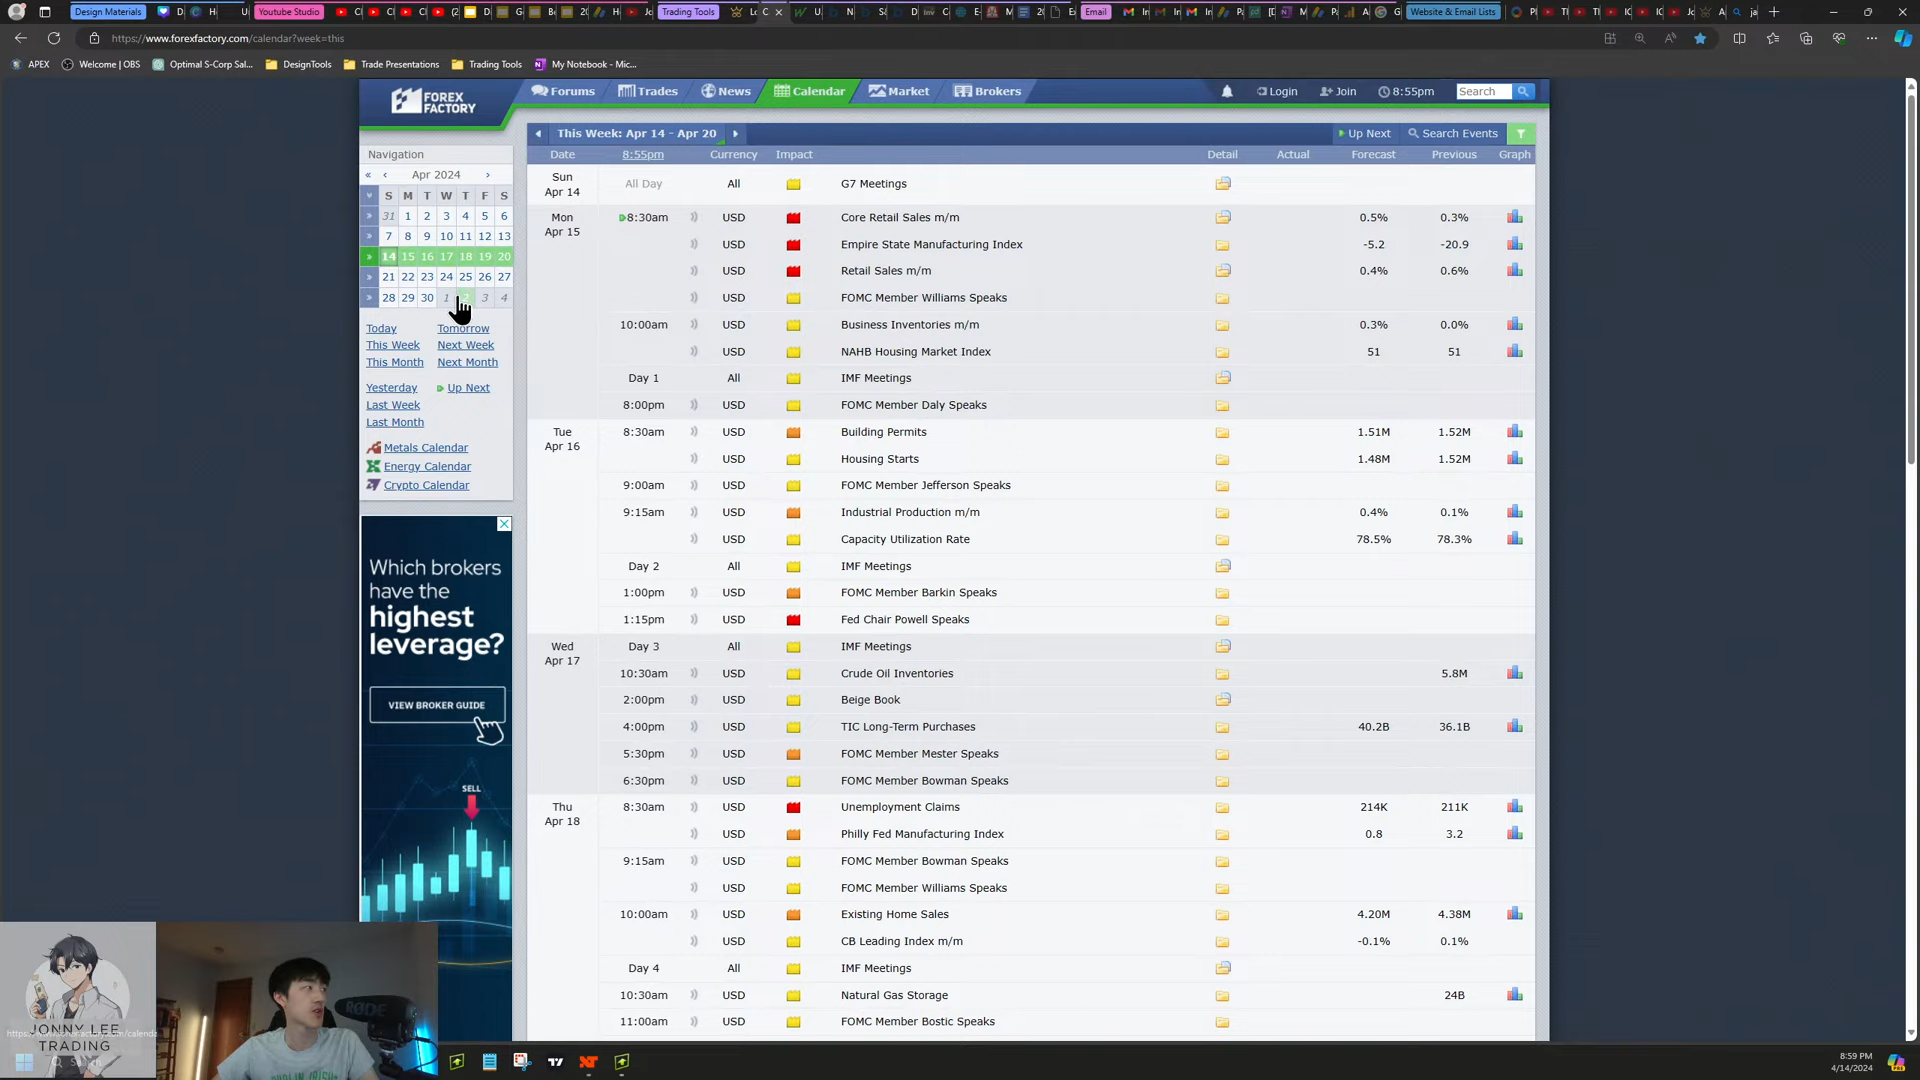 Design Materials
Youtube Studio
Trading Tools
Email
Website & Email Lists
https://www.forexfactory.com/calendar?week=this
APEX
Welcome | OBS
Optimal S-Corp Sal...
DesignTools
Trade Presentations
Trading Tools
My Notebook - Mic...
FOREX FACTORY
Forums
Trades
News
Calendar
Market
Brokers
Login
Join
8:55pm
Search
This Week: Apr 14 - Apr 20
Up Next
Search Events
Navigation
« ‹ Apr 2024 ›
S M T W T F S
31 1 2 3 4 5 6
7 8 9 10 11 12 13
14 15 16 17 18 19 20
21 22 23 24 25 26 27
28 29 30 1 2 3 4
Today Tomorrow
This Week Next Week
This Month Next Month
Yesterday Up Next
Last Week
Last Month
Metals Calendar
Energy Calendar
Crypto Calendar
Which brokers
have the
highest
leverage?
VIEW BROKER GUIDE
SELL
Date 8:55pm Currency Impact Detail Actual Forecast Previous Graph
Sun Apr 14 All Day All G7 Meetings
Mon Apr 15 8:30am USD Core Retail Sales m/m 0.5% 0.3%
USD Empire State Manufacturing Index -5.2 -20.9
USD Retail Sales m/m 0.4% 0.6%
USD FOMC Member Williams Speaks
10:00am USD Business Inventories m/m 0.3% 0.0%
USD NAHB Housing Market Index 51 51
Day 1 All IMF Meetings
8:00pm USD FOMC Member Daly Speaks
Tue Apr 16 8:30am USD Building Permits 1.51M 1.52M
USD Housing Starts 1.48M 1.52M
9:00am USD FOMC Member Jefferson Speaks
9:15am USD Industrial Production m/m 0.4% 0.1%
USD Capacity Utilization Rate 78.5% 78.3%
Day 2 All IMF Meetings
1:00pm USD FOMC Member Barkin Speaks
1:15pm USD Fed Chair Powell Speaks
Wed Apr 17 Day 3 All IMF Meetings
10:30am USD Crude Oil Inventories 5.8M
2:00pm USD Beige Book
4:00pm USD TIC Long-Term Purchases 40.2B 36.1B
5:30pm USD FOMC Member Mester Speaks
6:30pm USD FOMC Member Bowman Speaks
Thu Apr 18 8:30am USD Unemployment Claims 214K 211K
USD Philly Fed Manufacturing Index 0.8 3.2
9:15am USD FOMC Member Bowman Speaks
USD FOMC Member Williams Speaks
10:00am USD Existing Home Sales 4.20M 4.38M
USD CB Leading Index m/m -0.1% 0.1%
Day 4 All IMF Meetings
10:30am USD Natural Gas Storage 24B
11:00am USD FOMC Member Bostic Speaks
RØDE
JONNY LEE
TRADING
Search
8:59 PM
4/14/2024